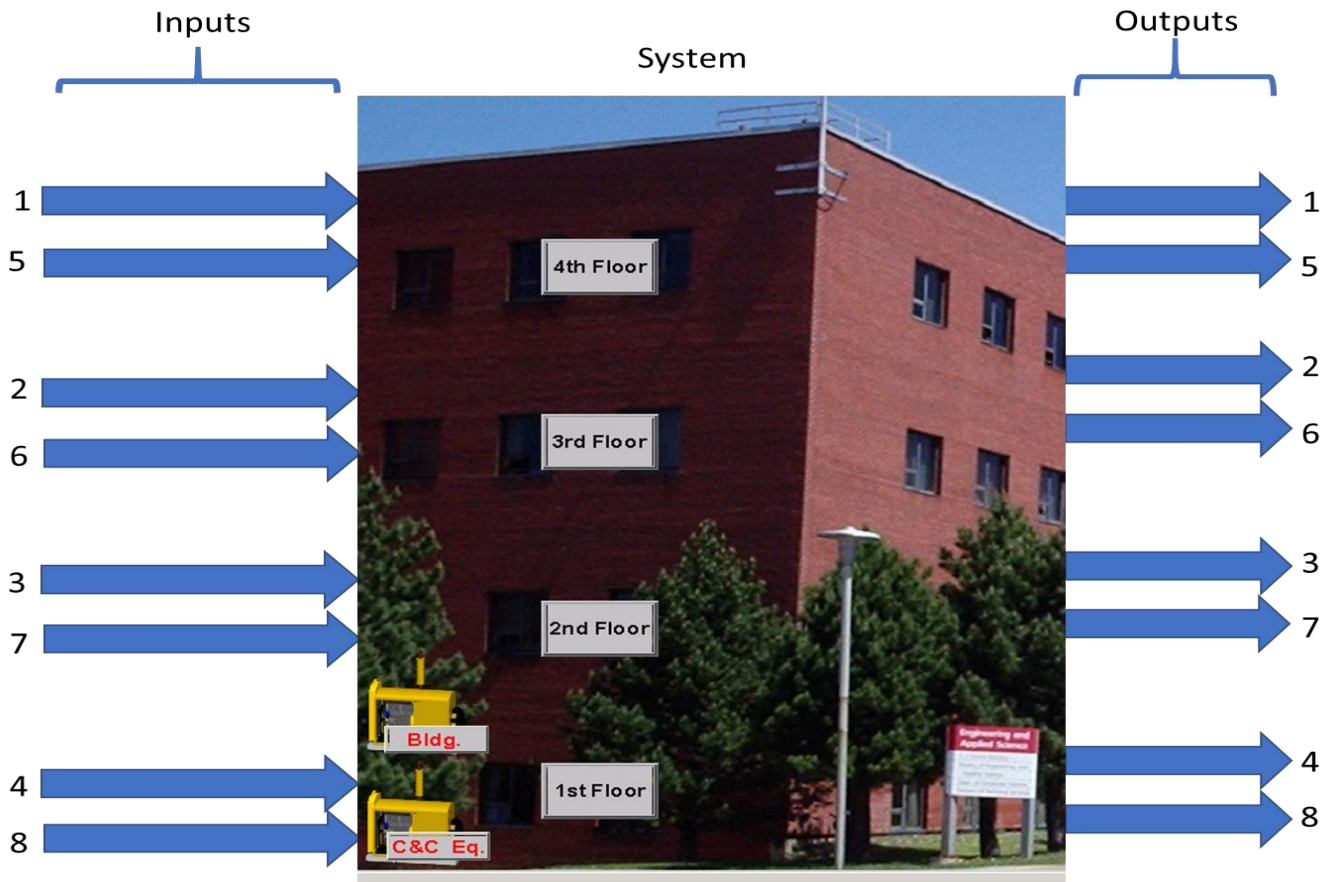 Inputs
System
Outputs
1
1
5
4th Floor
5
2
2
6
3rd Floor
6
3
3
7
2nd Floor
7
Bldg.
Engineering and
Applied Science
4
1st Floor
4
8
C&C Eq.
8